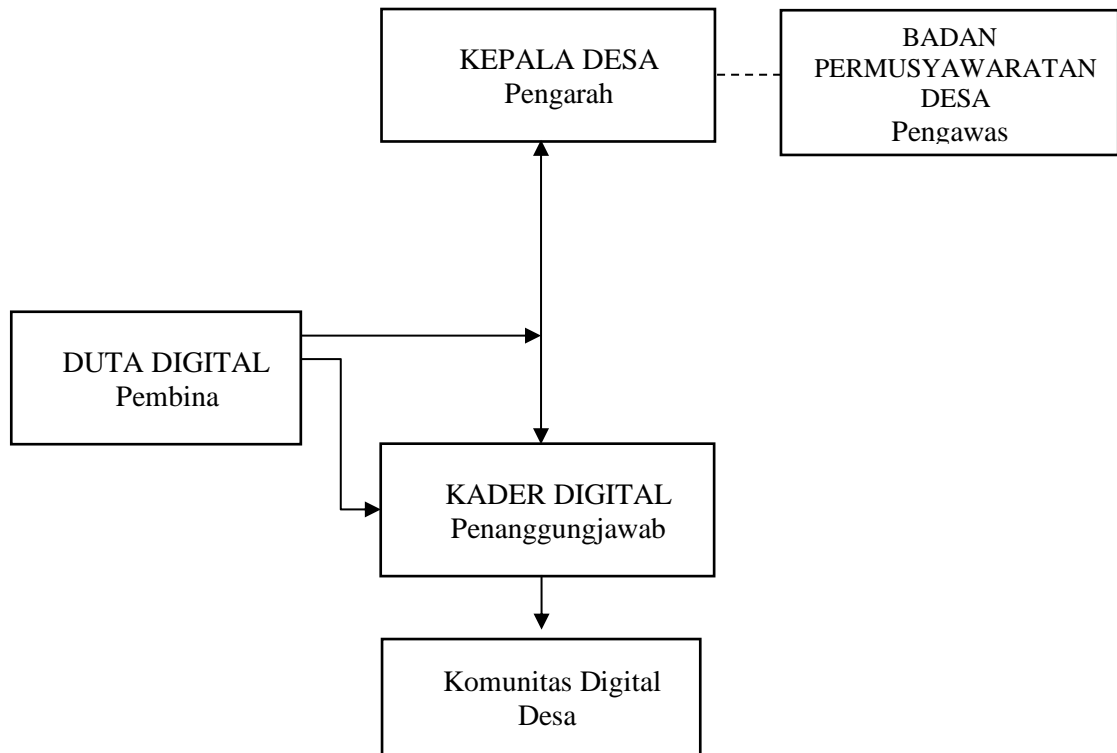 KEPALA DESA
Pengarah
BADAN
PERMUSYAWARATAN
DESA
Pengawas
DUTA DIGITAL
Pembina
KADER DIGITAL
Penanggungjawab
Komunitas Digital
Desa